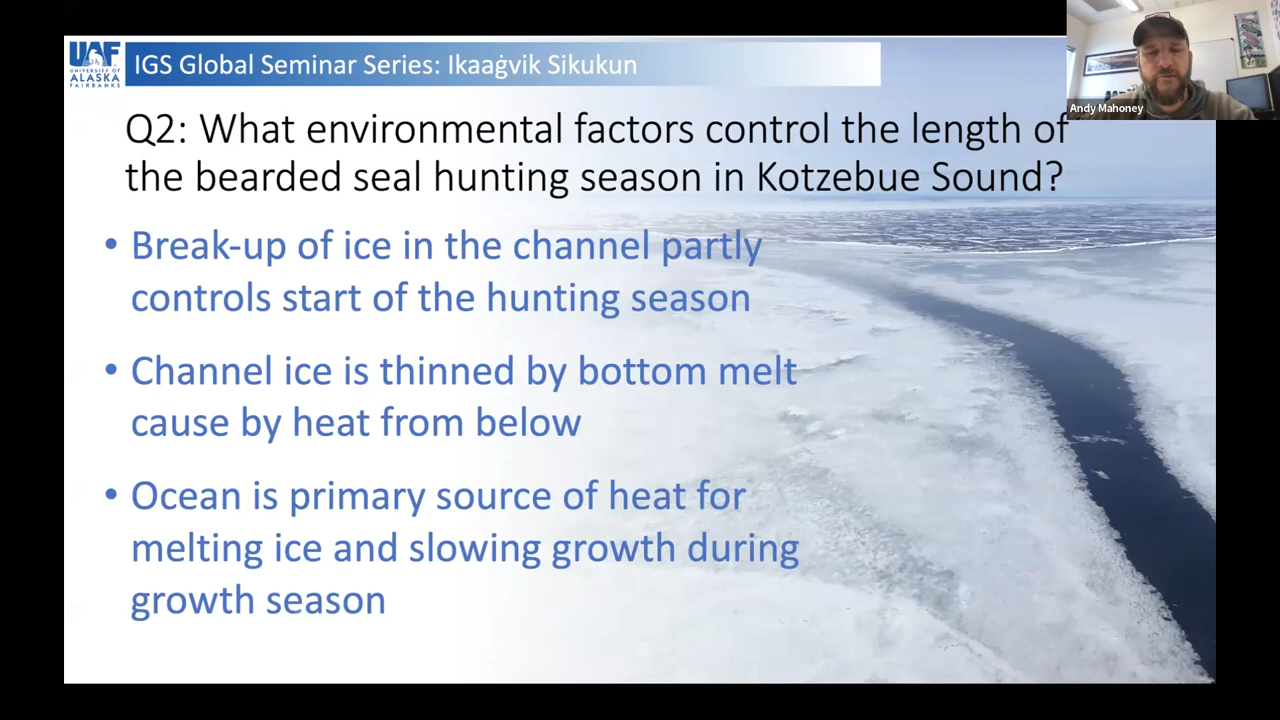 UAF
UNIVERSITY OF
ALASKA
FAIRBANKS
IGS Global Seminar Series: Ikaaġvik Sikukun
Andy Mahoney
Q2: What environmental factors control the length of
the bearded seal hunting season in Kotzebue Sound?
• Break-up of ice in the channel partly
controls start of the hunting season
• Channel ice is thinned by bottom melt
cause by heat from below
• Ocean is primary source of heat for
melting ice and slowing growth during
growth season